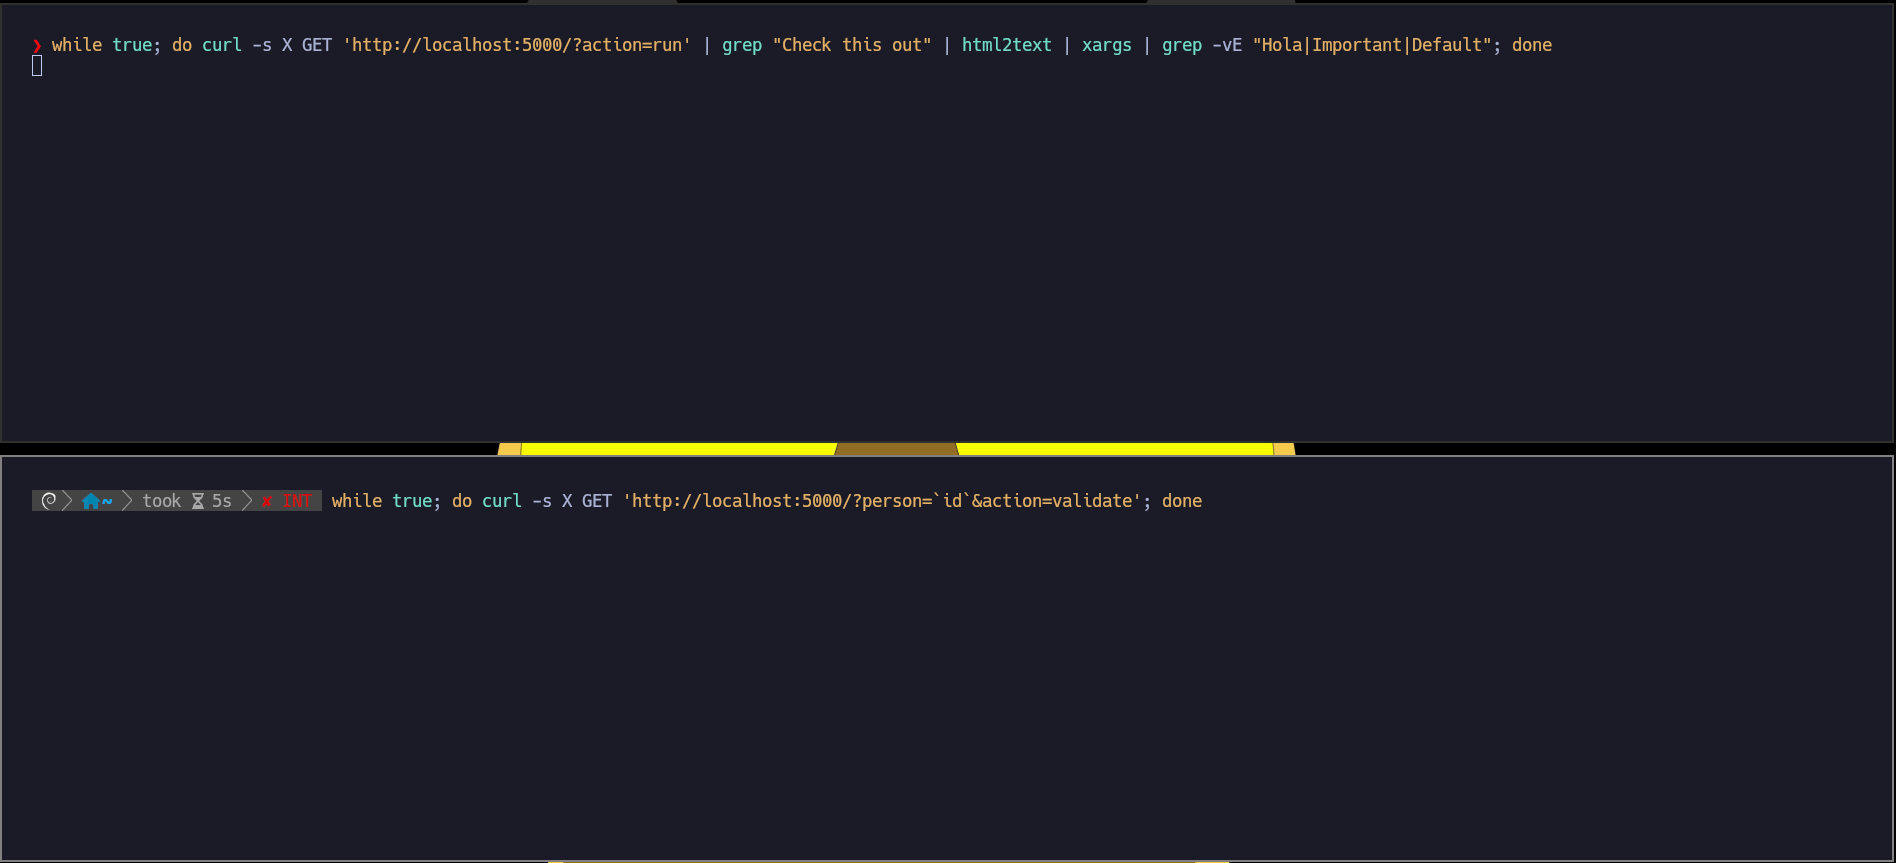 ❯ while true; do curl -s X GET 'http://localhost:5000/?action=run' | grep "Check this out" | html2text | xargs | grep -vE "Hola|Important|Default"; done
~ took 5s ✘ INT while true; do curl -s X GET 'http://localhost:5000/?person=`id`&action=validate'; done